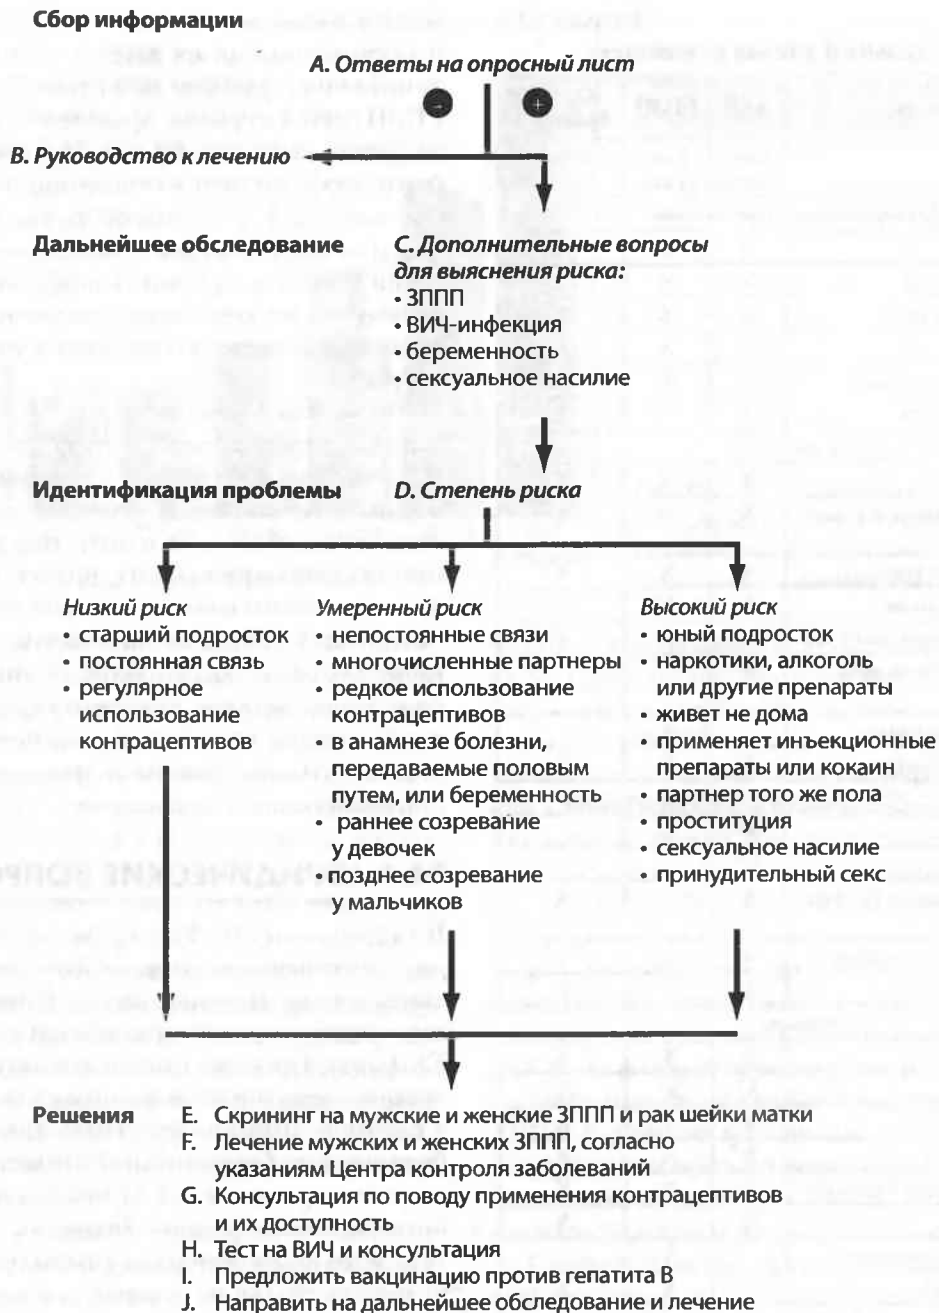 Сбор информации
A. Ответы на опросный лист
- +
B. Руководство к лечению
Дальнейшее обследование
C. Дополнительные вопросы
для выяснения риска:
• ЗППП
• ВИЧ-инфекция
• беременность
• сексуальное насилие
Идентификация проблемы
D. Степень риска
Низкий риск
• старший подросток
• постоянная связь
• регулярное
использование
контрацептивов
Умеренный риск
• непостоянные связи
• многочисленные партнеры
• редкое использование
контрацептивов
• в анамнезе болезни,
передаваемые половым
путем, или беременность
• раннее созревание
у девочек
• позднее созревание
у мальчиков
Высокий риск
• юный подросток
• наркотики, алкоголь
или другие препараты
• живет не дома
• применяет инъекционные
препараты или кокаин
• партнер того же пола
• проституция
• сексуальное насилие
• принудительный секс
Решения
E. Скрининг на мужские и женские ЗППП и рак шейки матки
F. Лечение мужских и женских ЗППП, согласно
указаниям Центра контроля заболеваний
G. Консультация по поводу применения контрацептивов
и их доступность
H. Тест на ВИЧ и консультация
I. Предложить вакцинацию против гепатита В
J. Направить на дальнейшее обследование и лечение